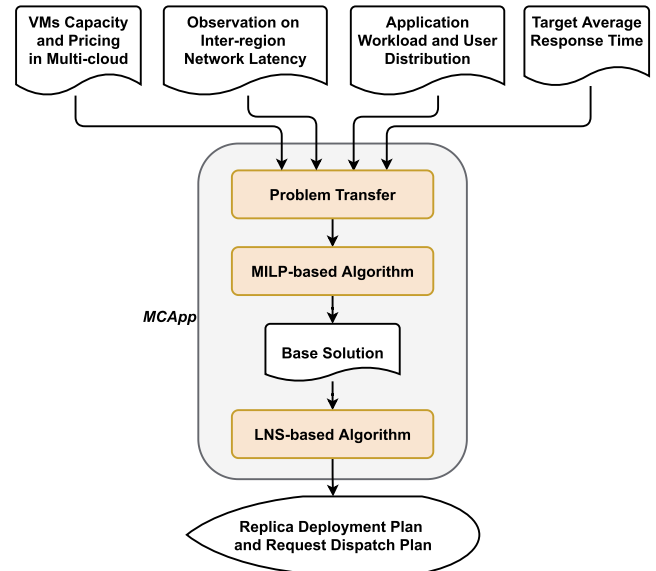 VMs Capacity
and Pricing
in Multi-cloud
Observation on
Inter-region
Network Latency
Application
Workload and User
Distribution
Target Average
Response Time
Problem Transfer
MILP-based Algorithm
MCApp
Base Solution
LNS-based Algorithm
Replica Deployment Plan
and Request Dispatch Plan